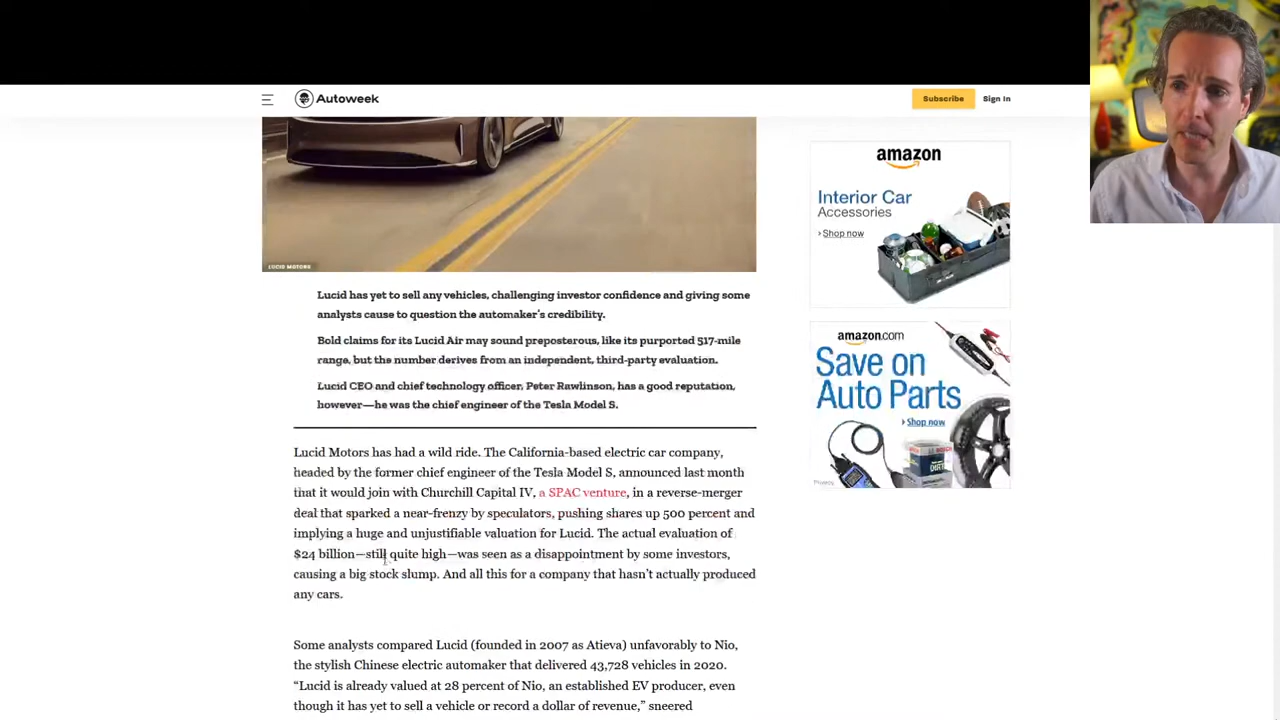 Autoweek
Subscribe
Sign In
LUCID MOTORS
Lucid has yet to sell any vehicles, challenging investor confidence and giving some
analysts cause to question the automaker's credibility.
Bold claims for its Lucid Air may sound preposterous, like its purported 517-mile
range, but the number derives from an independent, third-party evaluation.
Lucid CEO and chief technology officer, Peter Rawlinson, has a good reputation,
however—he was the chief engineer of the Tesla Model S.
Lucid Motors has had a wild ride. The California-based electric car company,
headed by the former chief engineer of the Tesla Model S, announced last month
that it would join with Churchill Capital IV, a SPAC venture, in a reverse-merger
deal that sparked a near-frenzy by speculators, pushing shares up 500 percent and
implying a huge and unjustifiable valuation for Lucid. The actual evaluation of
$24 billion—still quite high—was seen as a disappointment by some investors,
causing a big stock slump. And all this for a company that hasn't actually produced
any cars.
Some analysts compared Lucid (founded in 2007 as Atieva) unfavorably to Nio,
the stylish Chinese electric automaker that delivered 43,728 vehicles in 2020.
“Lucid is already valued at 28 percent of Nio, an established EV producer, even
though it has yet to sell a vehicle or record a dollar of revenue,” sneered
amazon
Interior Car
Accessories
› Shop now
amazon.com
Save on
Auto Parts
› Shop now
Privacy